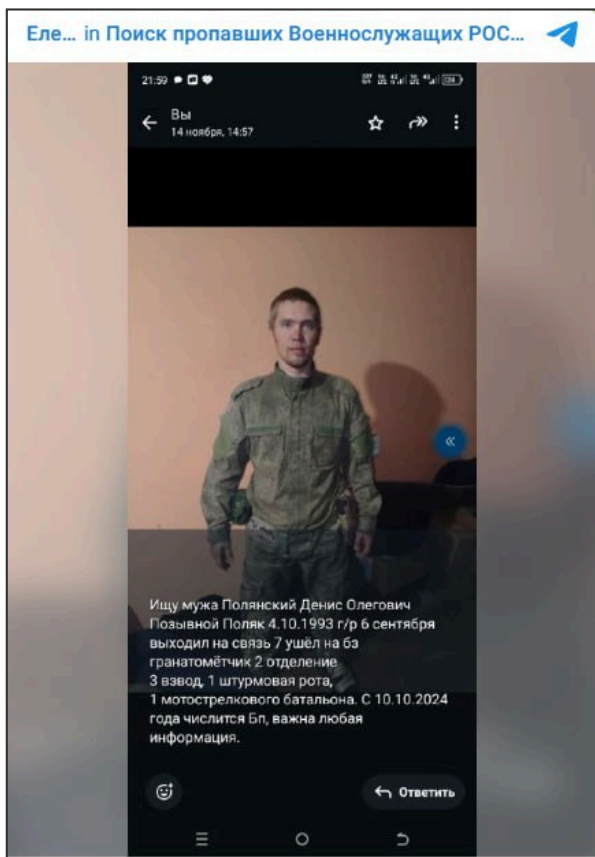 Еле... in Поиск пропавших Военнослужащих РОС...
21:59
Вы
14 ноября, 14:57
Ищу мужа Полянский Денис Олегович
Позывной Поляк 4.10.1993 г/р 6 сентября
выходил на связь 7 ушёл на бз
гранатомётчик 2 отделение
3 взвод, 1 штурмовая рота,
1 мотострелкового батальона. С 10.10.2024
года числится Бп, важна любая
информация.
Ответить